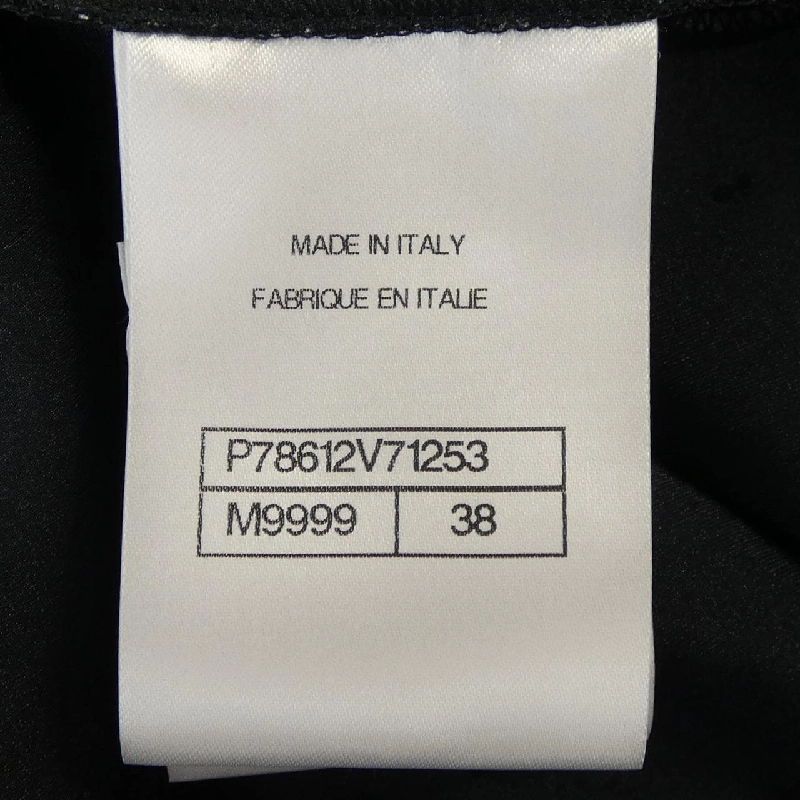 MADE IN ITALY
FABRIQUE EN ITALIE
P78612V71253
M9999 38